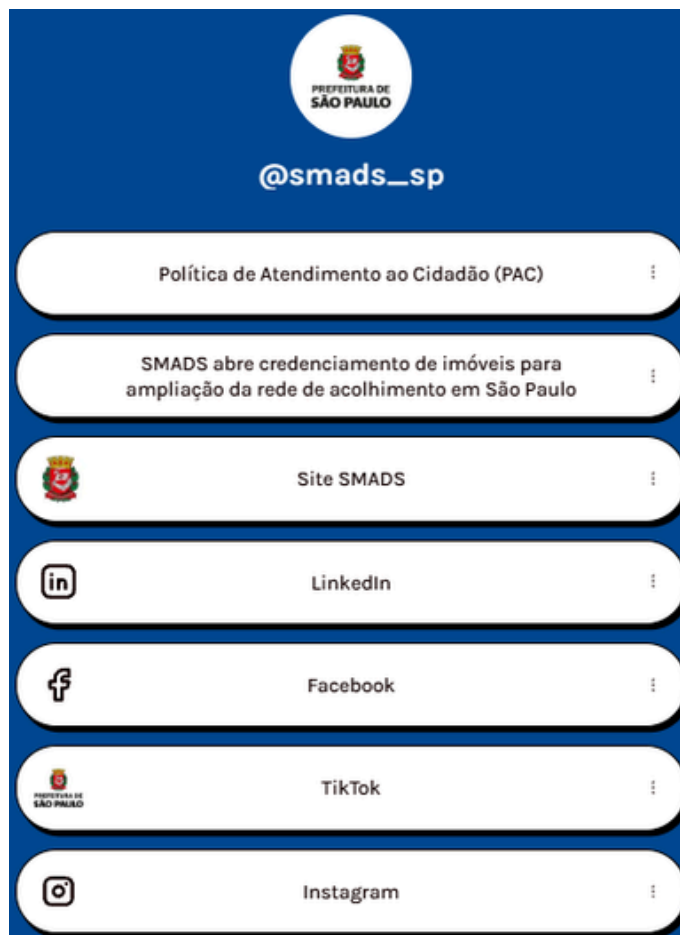 PREFEITURA DE
SÃO PAULO
@smads_sp
Política de Atendimento ao Cidadão (PAC)
SMADS abre credenciamento de imóveis para
ampliação da rede de acolhimento em São Paulo
Site SMADS
LinkedIn
Facebook
PREFEITURA DE
SÃO PAULO
TikTok
Instagram